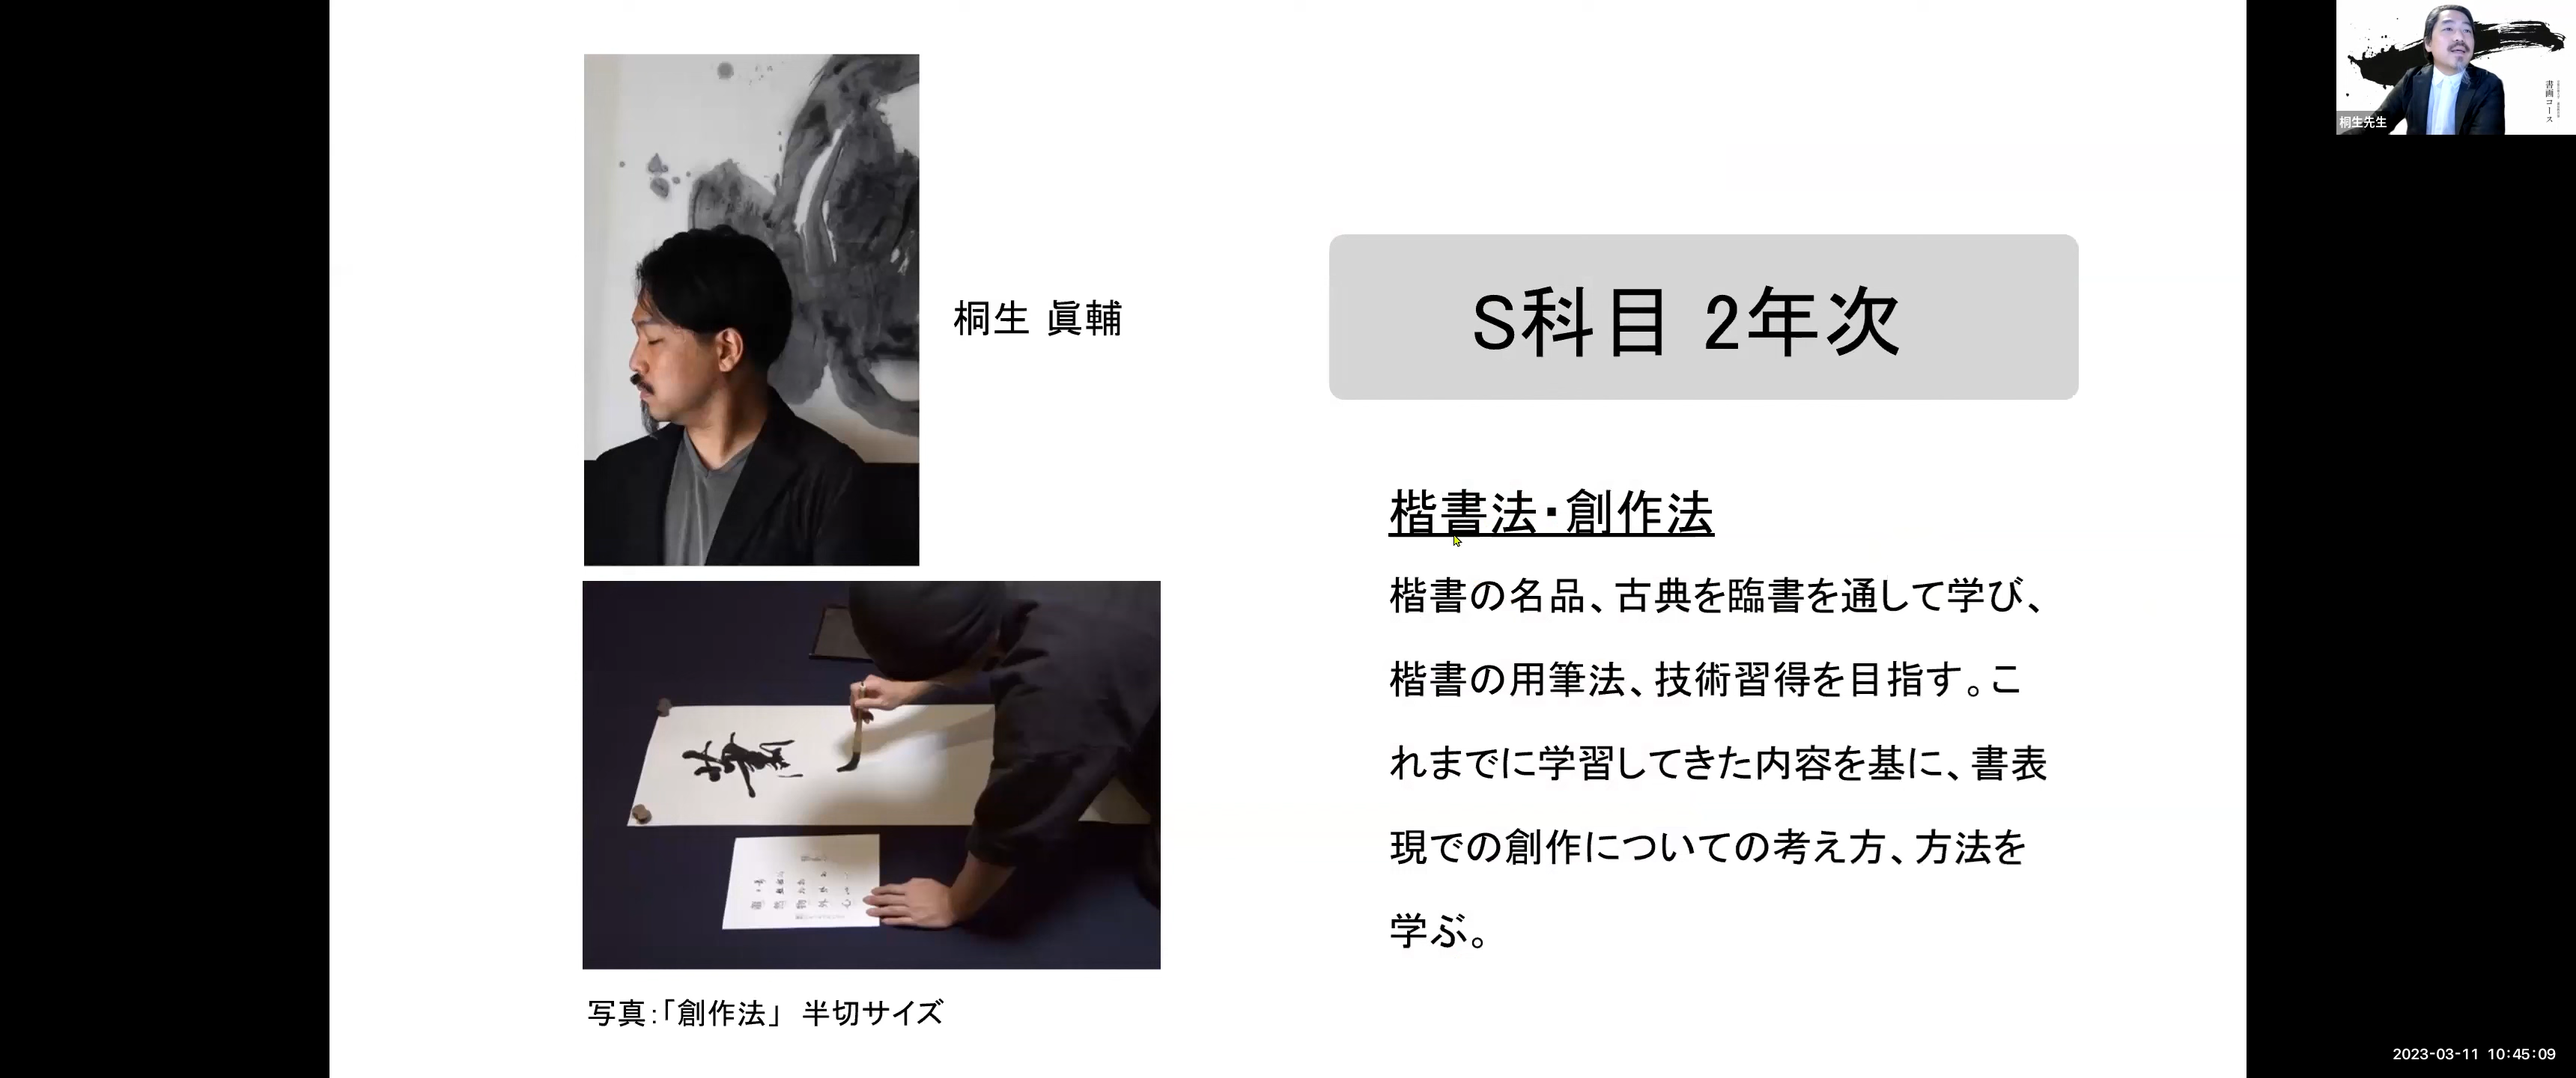 桐生 眞輔
S科目 2年次
楷書法・創作法
楷書の名品、古典を臨書を通して学び、
楷書の用筆法、技術習得を目指す。こ
れまでに学習してきた内容を基に、書表
現での創作についての考え方、方法を
学ぶ。
写真：「創作法」 半切サイズ
書画コース
桐生先生
2023-03-11 10:45:09